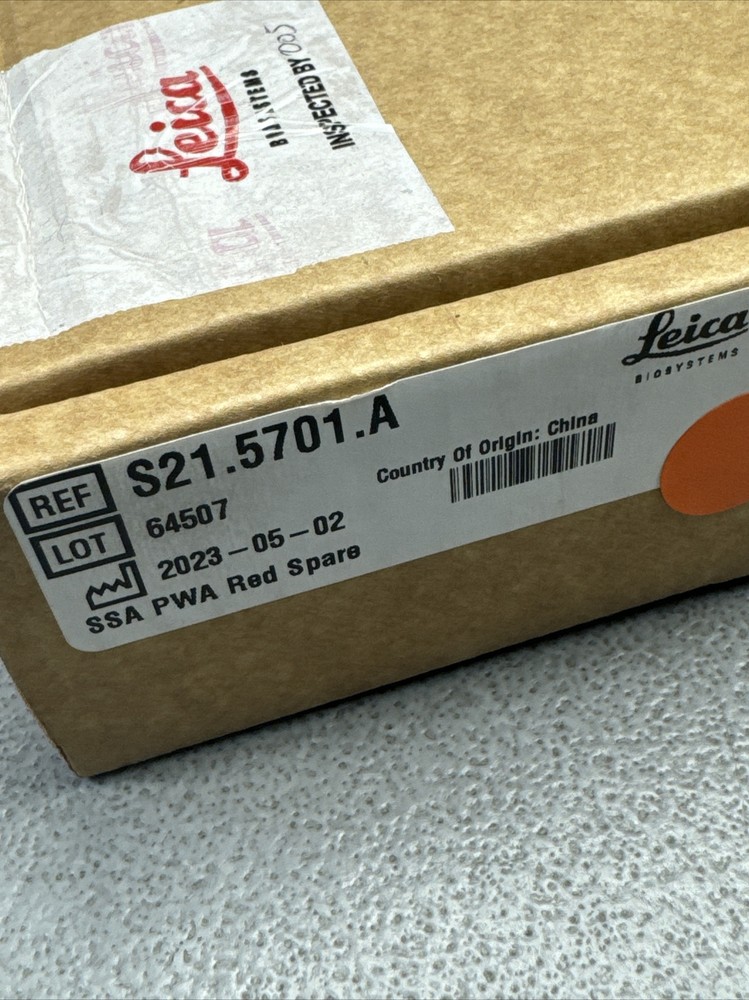 Leica
BIOSYSTEMS
INSPECTED BY 005
Leica
BIOSYSTEMS
REF S21.5701.A
Country Of Origin: China
LOT 64507
2023-05-02
SSA PWA Red Spare